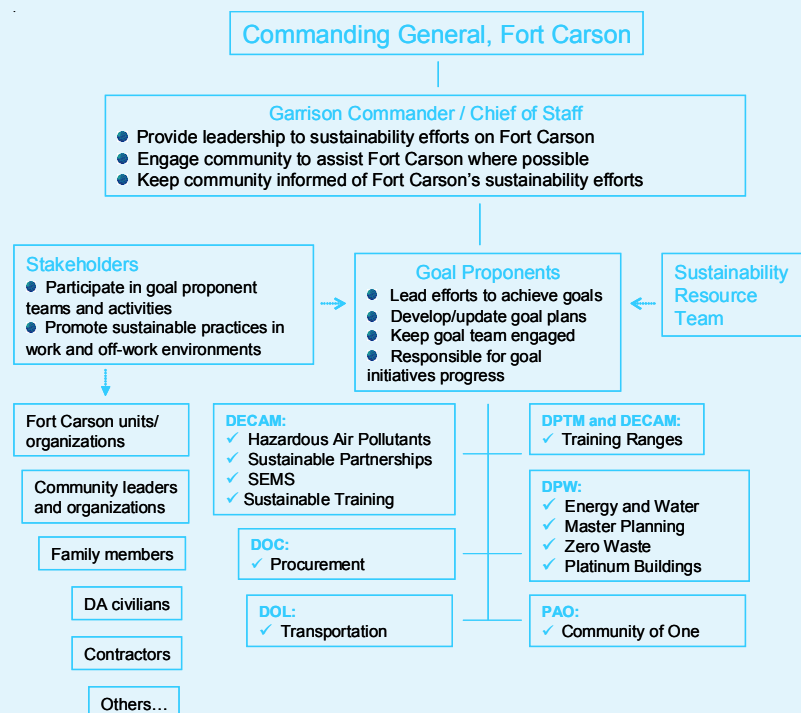 Commanding General, Fort Carson
Garrison Commander / Chief of Staff
Provide leadership to sustainability efforts on Fort Carson
Engage community to assist Fort Carson where possible
Keep community informed of Fort Carson's sustainability efforts
Stakeholders
Participate in goal proponent
teams and activities
Promote sustainable practices in
work and off-work environments
Goal Proponents
Lead efforts to achieve goals
Develop/update goal plans
Keep goal team engaged
Responsible for goal
initiatives progress
Sustainability
Resource
Team
Fort Carson units/
organizations
Community leaders
and organizations
Family members
DA civilians
Contractors
Others…
DECAM:
Hazardous Air Pollutants
Sustainable Partnerships
SEMS
Sustainable Training
DOC:
Procurement
DOL:
Transportation
DPTM and DECAM:
Training Ranges
DPW:
Energy and Water
Master Planning
Zero Waste
Platinum Buildings
PAO:
Community of One